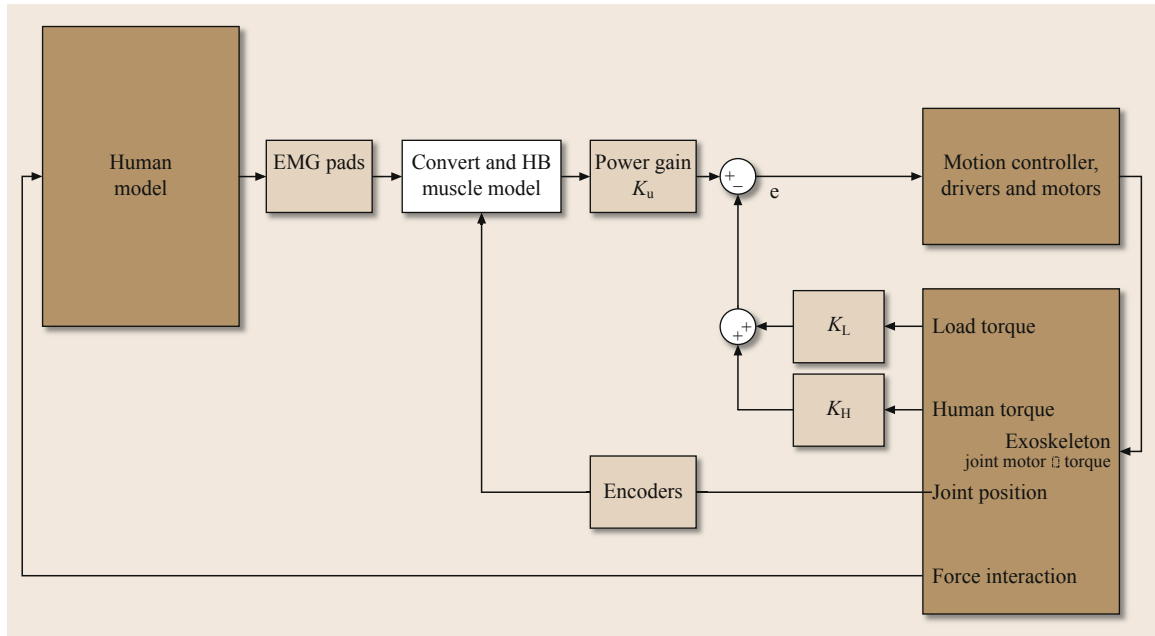 Human
model
EMG pads
Convert and HB
muscle model
Power gain
Ku
+
−
e
Motion controller,
drivers and motors
KL
+
+
Load torque
KH
Human torque
Exoskeleton
joint motor torque
Encoders
Joint position
Force interaction